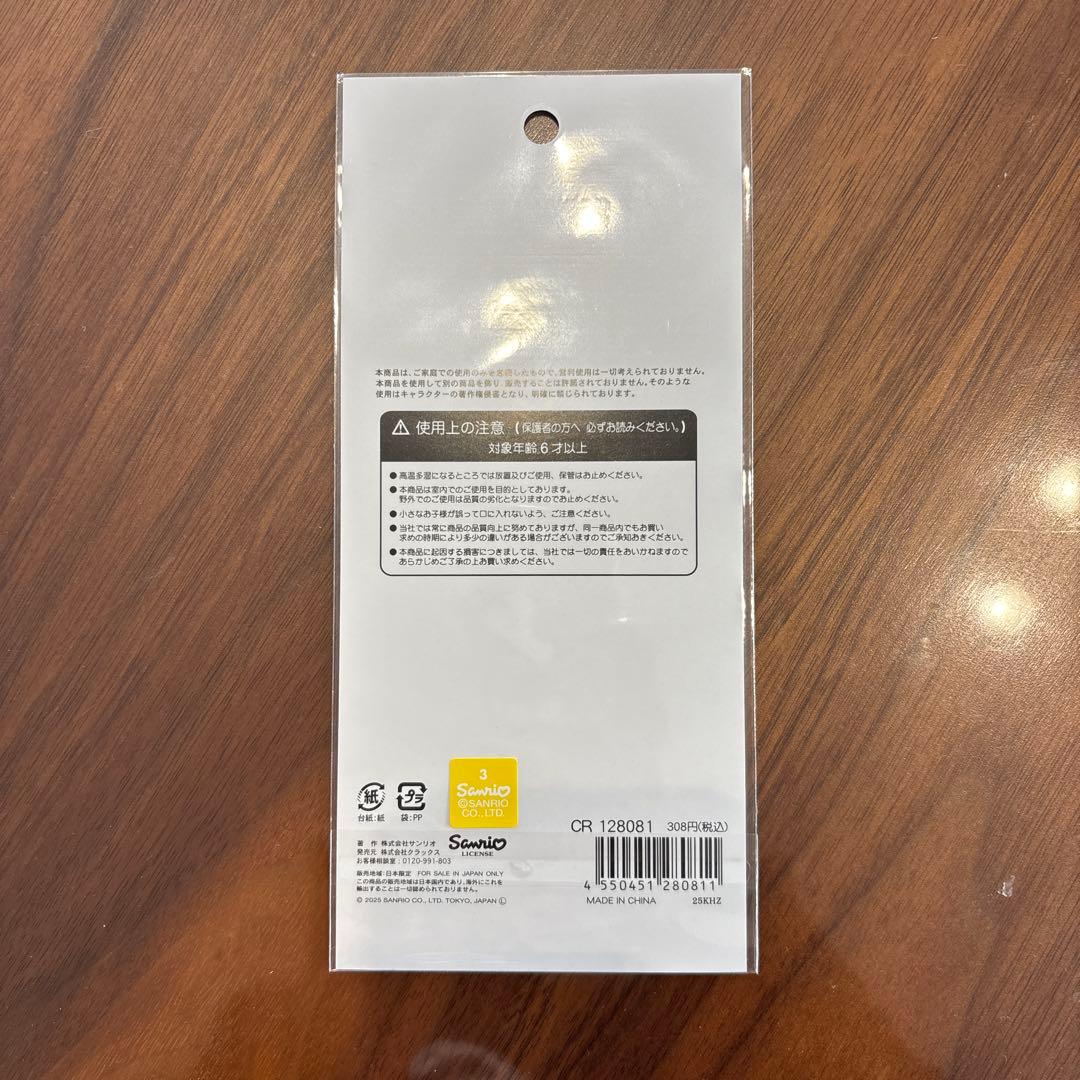 本商品は、ご家庭での使用のみを意図したもので、営利使用は一切考えられておりません。
本商品を使用して別の商品を飾り、販売することは許諾されておりません。そのような
使用はキャラクターの著作権侵害となり、明確に禁じられております。
⚠ 使用上の注意 (保護者の方へ 必ずお読みください。)
対象年齢6才以上
●高温多湿になるところでは放置及びご使用、保管はお止めください。
●本商品は室内でのご使用を目的としております。
野外でのご使用は品質の劣化となりますのでお止めください。
●小さなお子様が誤って口に入れないよう、ご注意ください。
●当社では常に商品の品質向上に努めておりますが、同一商品内でもお買い
求めの時期により多少の違いがある場合がございますのでご承知おきください。
●本商品に起因する損害につきましては、当社では一切の責任をおいかねますので
あらかじめご了承の上お買い求めください。
紙
台紙:紙
プラ
袋:PP
3
Sanrio
©SANRIO
CO.,LTD.
著 作 株式会社サンリオ
発売元 株式会社クラックス
お客様相談室:0120-991-803
Sanrio
LICENSE
販売地域:日本限定 FOR SALE IN JAPAN ONLY
この商品の販売地域は日本国内であり、海外にこれを
輸出することは一切認められておりません。
© 2025 SANRIO CO., LTD. TOKYO, JAPAN Ⓛ
CR 128081 308円(税込)
4 550451 280811
MADE IN CHINA 25KHZ